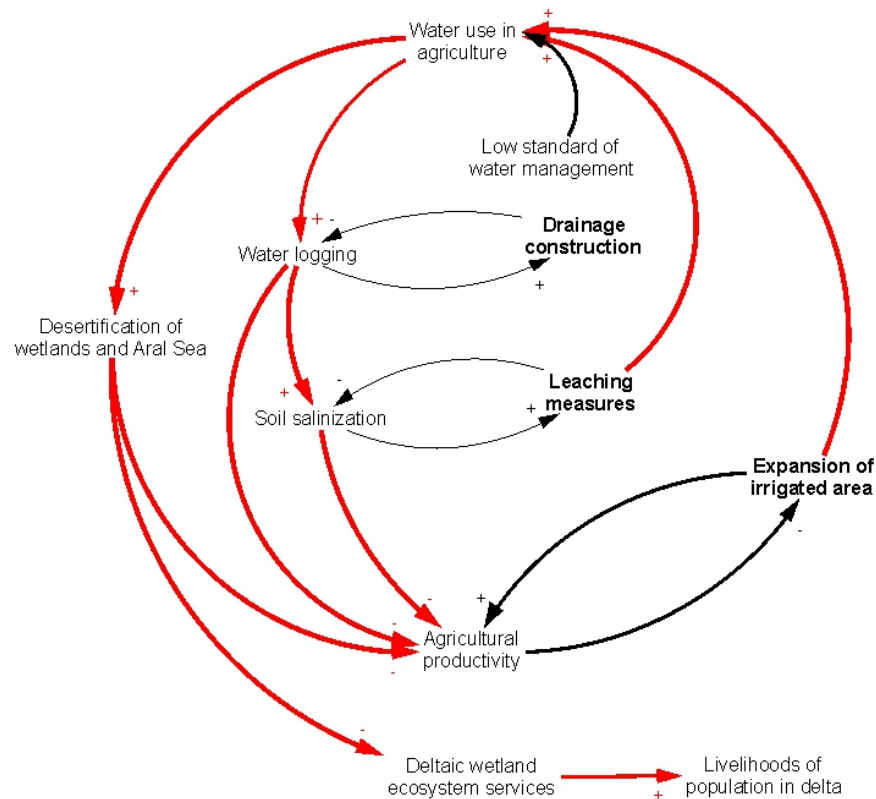 +
Water use in
agriculture
+
Low standard of
water management
+ -
Drainage
construction
Water logging
+
+
Desertification of
wetlands and Aral Sea
-
Leaching
measures
+
+
Soil salinization
Expansion of
irrigated area
-
+
-
-
Agricultural
productivity
-
-
Deltaic wetland
ecosystem services
Livelihoods of
population in delta
+